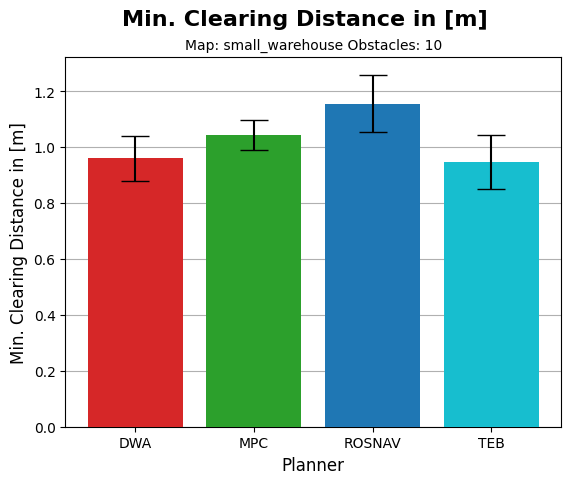 Min. Clearing Distance in [m]
Map: small_warehouse Obstacles: 10
Min. Clearing Distance in [m]
1.2
1.0
0.8
0.6
0.4
0.2
0.0
DWA MPC ROSNAV TEB
Planner